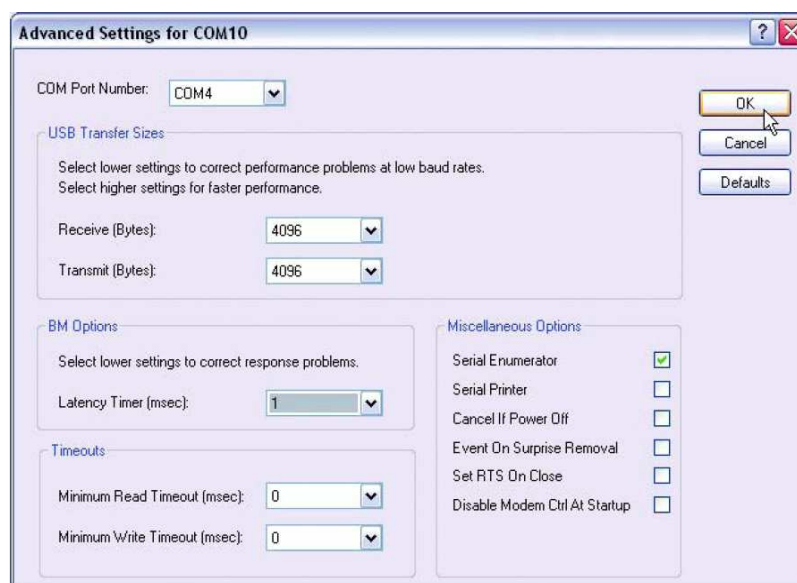 Advanced Settings for COM10
COM Port Number: COM4
OK
Cancel
Defaults
USB Transfer Sizes
Select lower settings to correct performance problems at low baud rates.
Select higher settings for faster performance.
Receive (Bytes): 4096
Transmit (Bytes): 4096
BM Options
Select lower settings to correct response problems.
Latency Timer (msec): 1
Timeouts
Minimum Read Timeout (msec): 0
Minimum Write Timeout (msec): 0
Miscellaneous Options
Serial Enumerator
Serial Printer
Cancel If Power Off
Event On Surprise Removal
Set RTS On Close
Disable Modem Ctrl At Startup